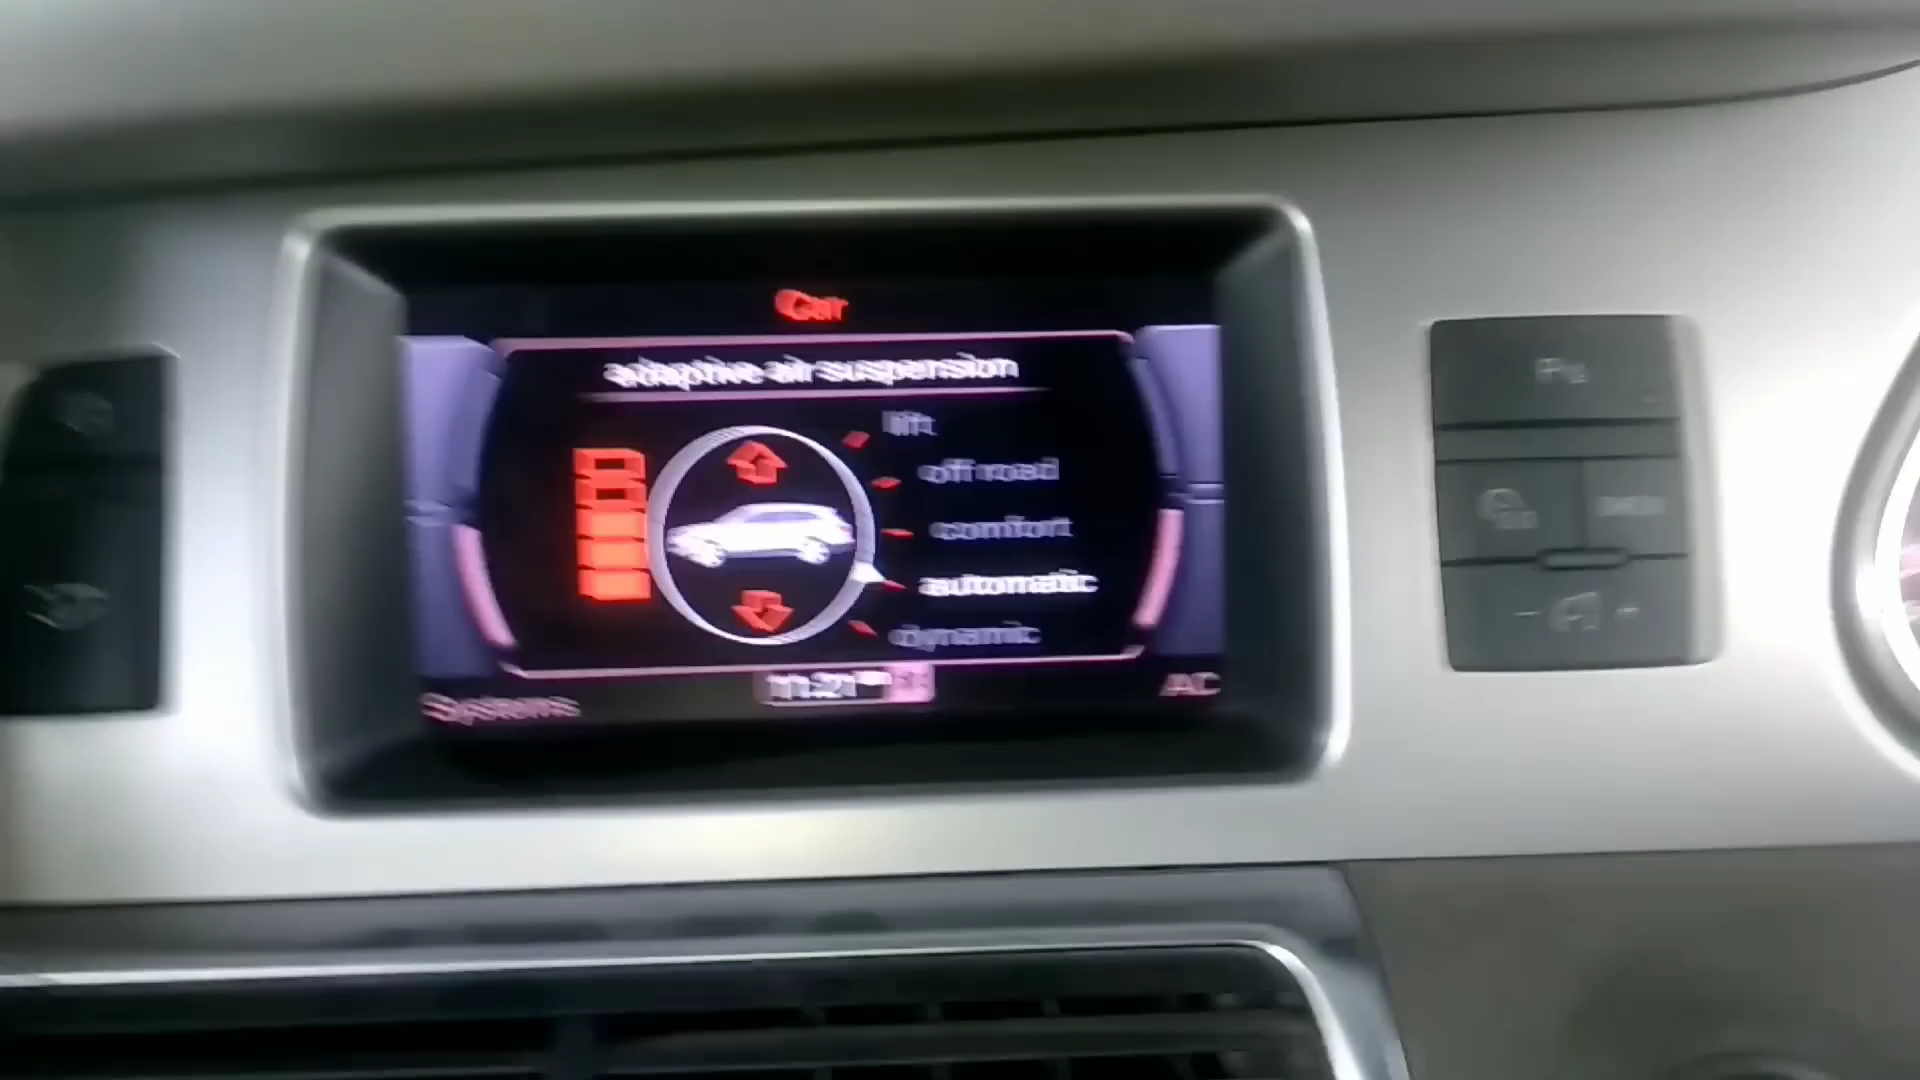 Car
adaptive air suspension
lift
off road
comfort
automatic
dynamic
Systems
AC